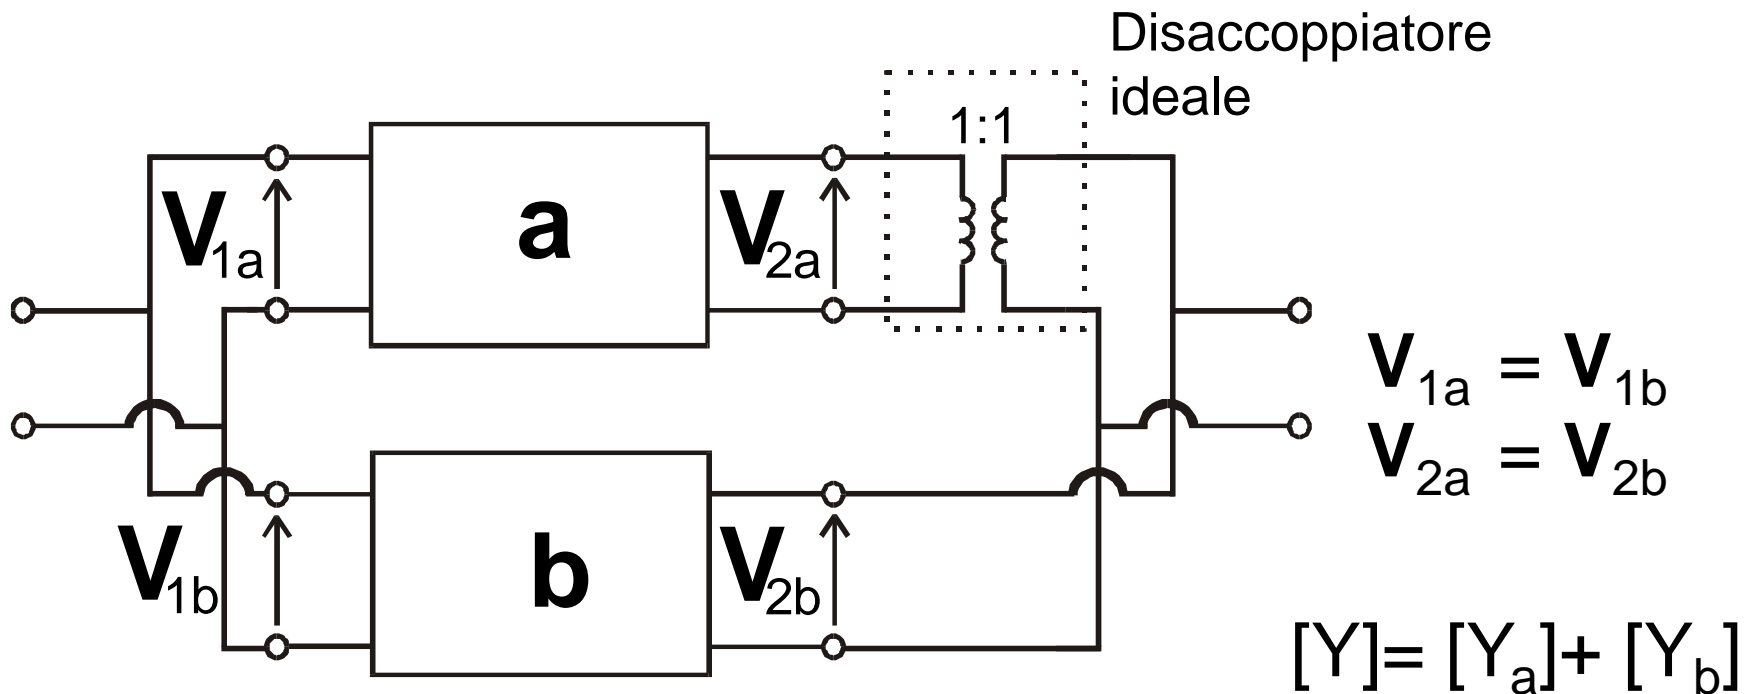 Disaccoppiatore
ideale
1:1
V1a
a
V2a
V1b
b
V2b
V1a = V1b
V2a = V2b
[Y]= [Ya]+ [Yb]